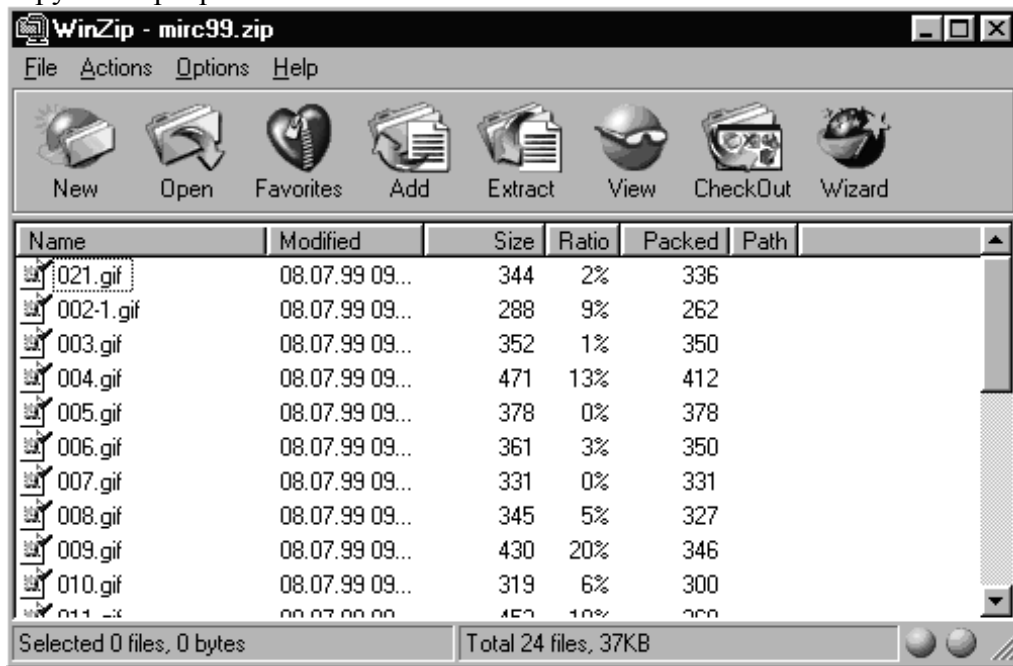 WinZip - mirc99.zip
File Actions Options Help
New Open Favorites Add Extract View CheckOut Wizard
Name Modified Size Ratio Packed Path
021.gif 08.07.99 09... 344 2% 336
002-1.gif 08.07.99 09... 288 9% 262
003.gif 08.07.99 09... 352 1% 350
004.gif 08.07.99 09... 471 13% 412
005.gif 08.07.99 09... 378 0% 378
006.gif 08.07.99 09... 361 3% 350
007.gif 08.07.99 09... 331 0% 331
008.gif 08.07.99 09... 345 5% 327
009.gif 08.07.99 09... 430 20% 346
010.gif 08.07.99 09... 319 6% 300
Selected 0 files, 0 bytes Total 24 files, 37KB